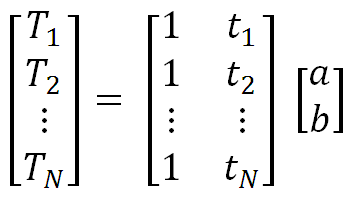 [T₁ T₂ ⋮ T_N] = [1 t₁; 1 t₂; ⋮ ⋮; 1 t_N] [a b]